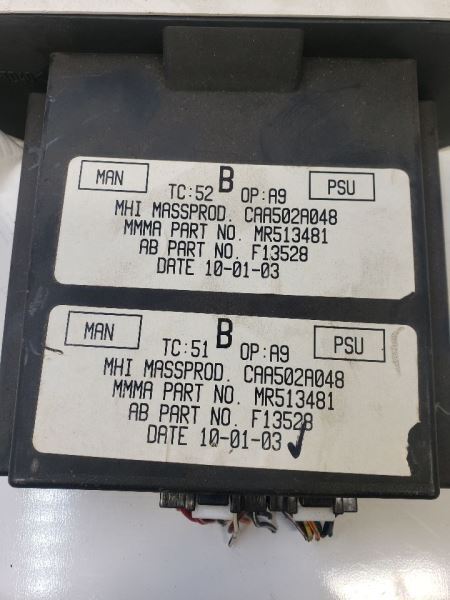 MAN B PSU
TC:52 OP:A9
MHI MASSPROD. CAA502A048
MMMA PART NO. MR513481
AB PART NO. F13528
DATE 10-01-03
MAN B PSU
TC:51 OP:A9
MHI MASSPROD. CAA502A048
MMMA PART NO. MR513481
AB PART NO. F13528
DATE 10-01-03